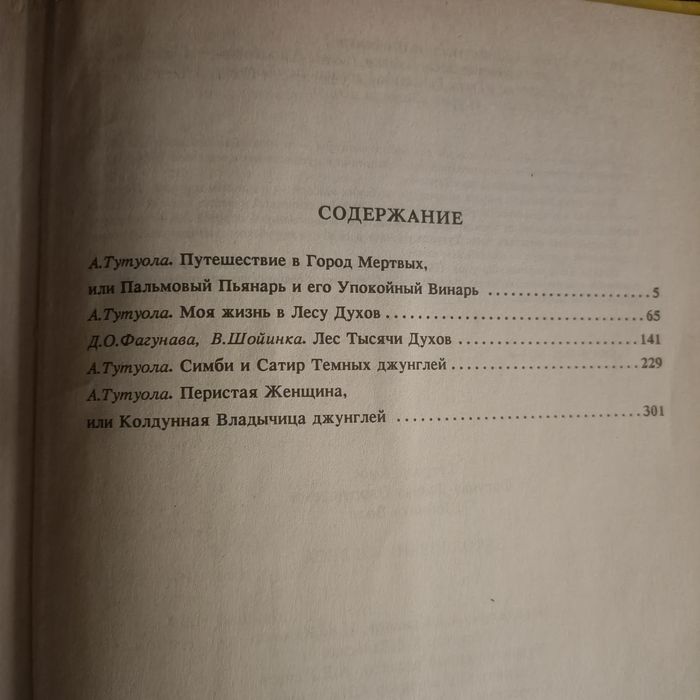 СОДЕРЖАНИЕ
А.Тутуола. Путешествие в Город Мертвых,
или Пальмовый Пьянарь и его Упокойный Винарь ........................ 5
А.Тутуола. Моя жизнь в Лесу Духов ........................ 65
Д.О.Фагунава, В.Шойинка. Лес Тысячи Духов ........................ 141
А.Тутуола. Симби и Сатир Темных джунглей ........................ 229
А.Тутуола. Перистая Женщина,
или Колдунная Владычица джунглей ........................ 301